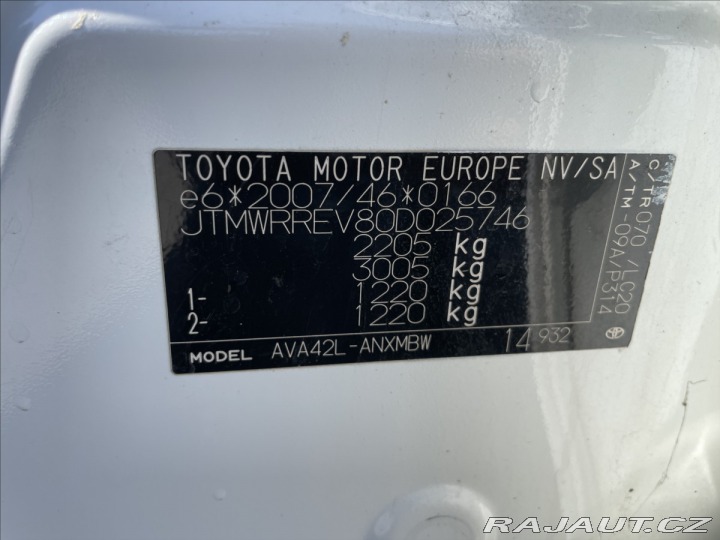 TOYOTA MOTOR EUROPE NV/SA
e6*2007/46*0166
JTMWRREV80D025746
2205 kg
3005 kg
1- 1220 kg
2- 1220 kg
MODEL AVA42L-ANXMBW 14 932
C/TR 070 /LC20
A/TM -09A/P314
RAJAUT.CZ